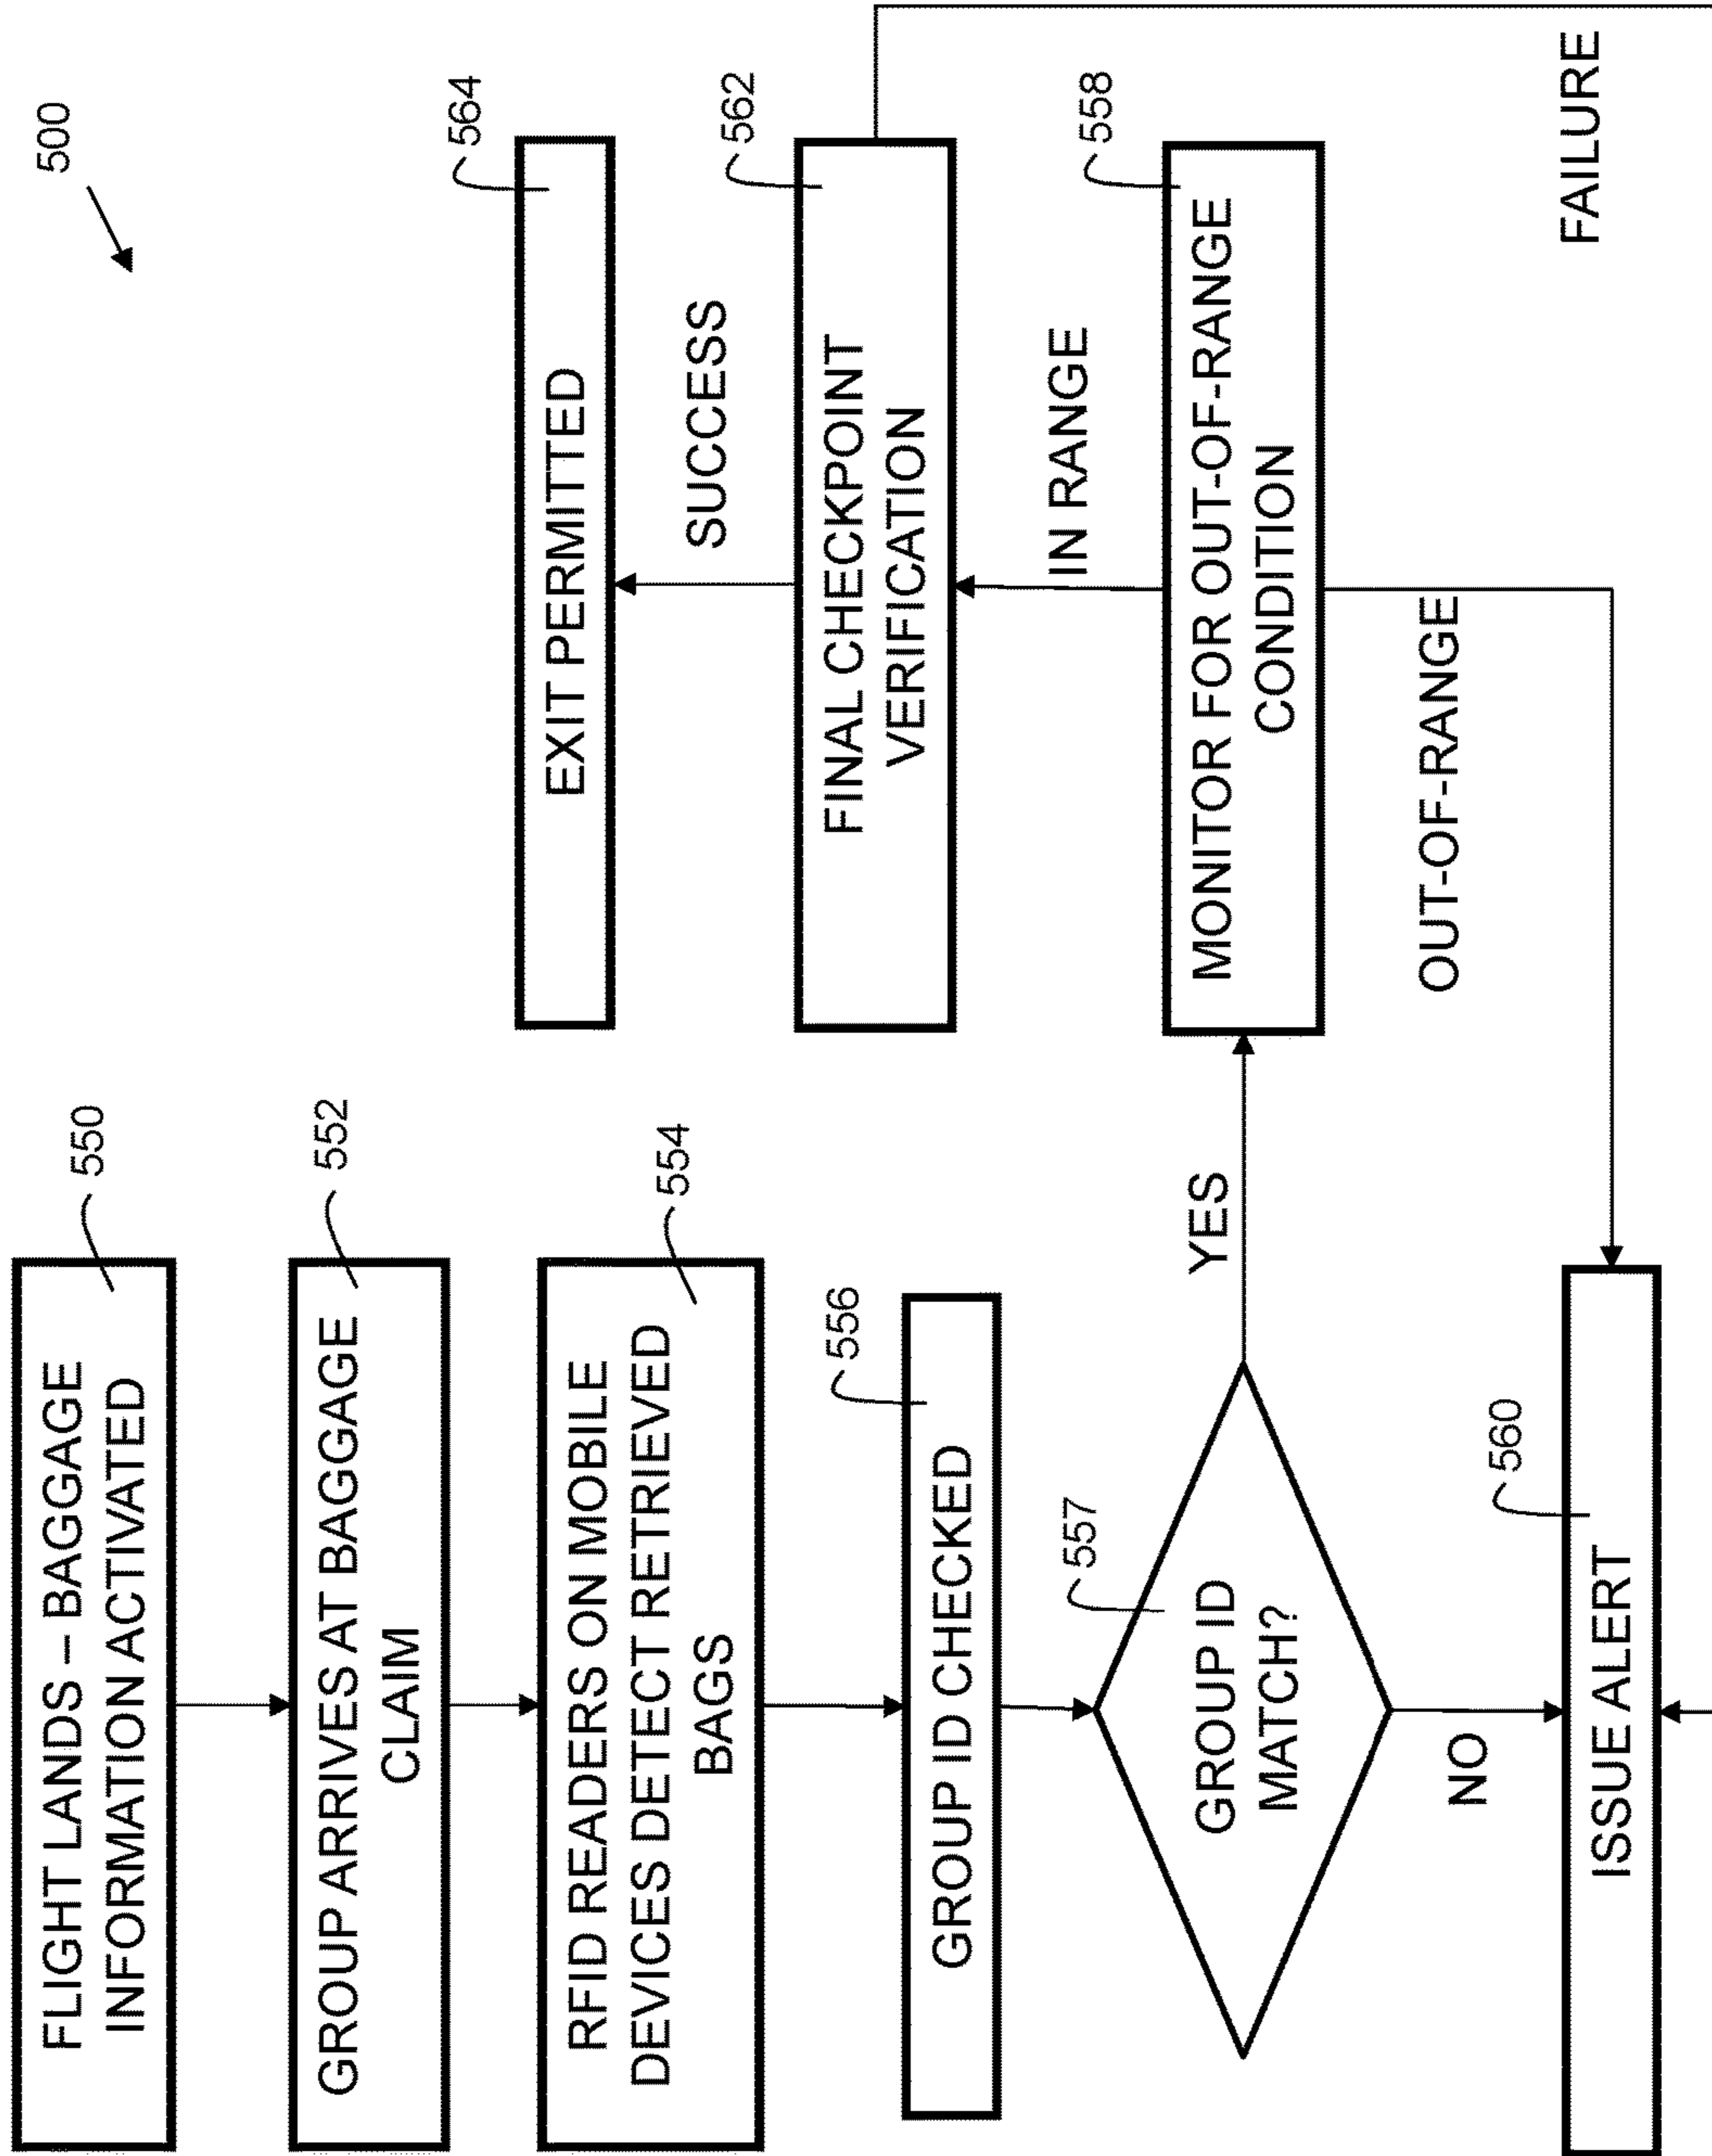 500
FLIGHT LANDS – BAGGAGE
INFORMATION ACTIVATED
550
GROUP ARRIVES AT BAGGAGE
CLAIM
552
RFID READERS ON MOBILE
DEVICES DETECT RETRIEVED
BAGS
554
GROUP ID CHECKED
556
GROUP ID
MATCH?
557
YES
NO
ISSUE ALERT
560
MONITOR FOR OUT-OF-RANGE
CONDITION
558
OUT-OF-RANGE
IN RANGE
FINAL CHECKPOINT
VERIFICATION
562
SUCCESS
EXIT PERMITTED
564
FAILURE